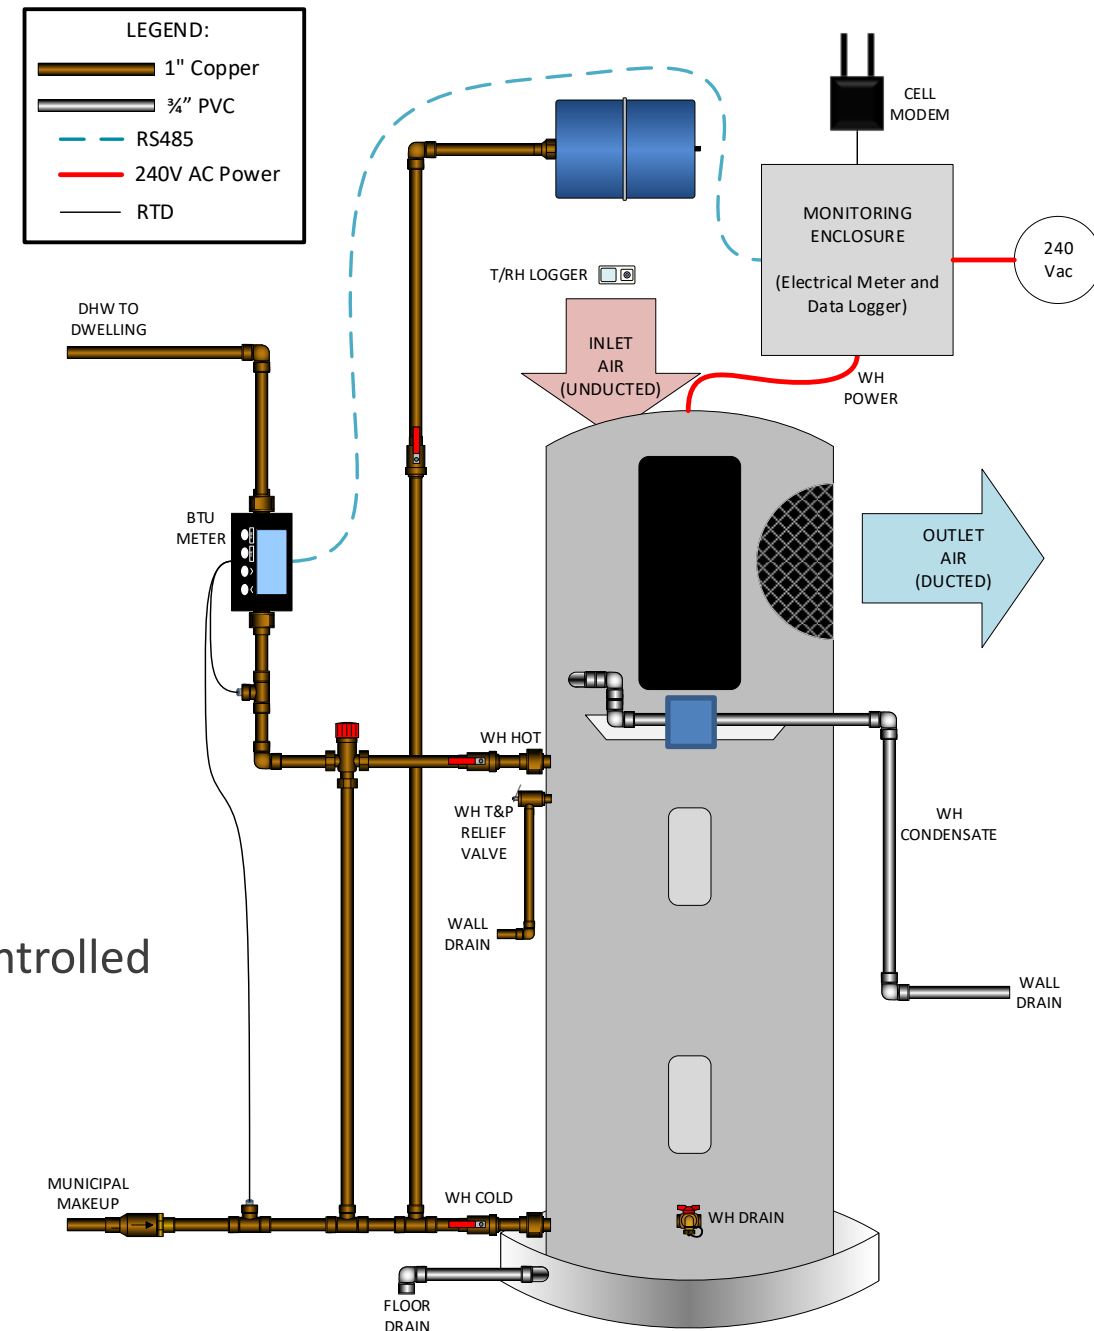 LEGEND:
1" Copper
¾” PVC
RS485
240V AC Power
RTD
CELL
MODEM
MONITORING
ENCLOSURE
(Electrical Meter and
Data Logger)
240
Vac
T/RH LOGGER
DHW TO
DWELLING
INLET
AIR
(UNDUCTED)
WH
POWER
BTU
METER
OUTLET
AIR
(DUCTED)
WH HOT
WH T&P
RELIEF
VALVE
WH
CONDENSATE
WALL
DRAIN
ntrolled
WALL
DRAIN
MUNICIPAL
MAKEUP
WH COLD
WH DRAIN
FLOOR
DRAIN